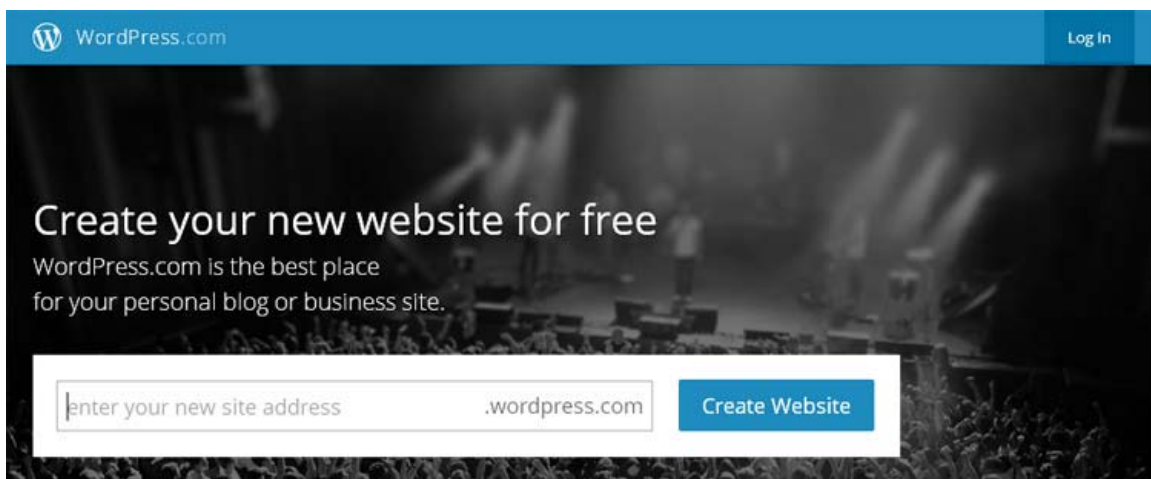 WordPress.com
Log In
Create your new website for free
WordPress.com is the best place
for your personal blog or business site.
enter your new site address .wordpress.com
Create Website